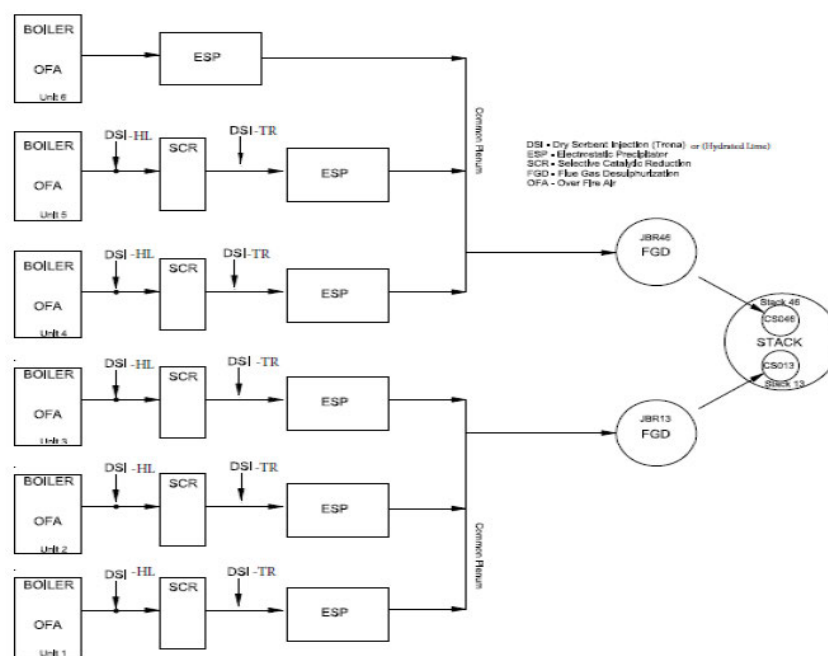 BOILER
OFA
Unit 6
ESP
Common Plenum
BOILER
OFA
Unit 5
DSI-HL
SCR
DSI-TR
ESP
DSI - Dry Sorbent Injection (Trona) or (Hydrated Lime)
ESP - Electrostatic Precipitator
SCR - Selective Catalytic Reduction
FGD - Flue Gas Desulphurization
OFA - Over Fire Air
BOILER
OFA
Unit 4
DSI-HL
SCR
DSI-TR
ESP
JBR46
FGD
Stack 46
CS046
STACK
CS013
Stack 13
BOILER
OFA
Unit 3
DSI-HL
SCR
DSI-TR
ESP
JBR13
FGD
BOILER
OFA
Unit 2
DSI-HL
SCR
DSI-TR
ESP
Common Plenum
BOILER
OFA
Unit 1
DSI-HL
SCR
DSI-TR
ESP